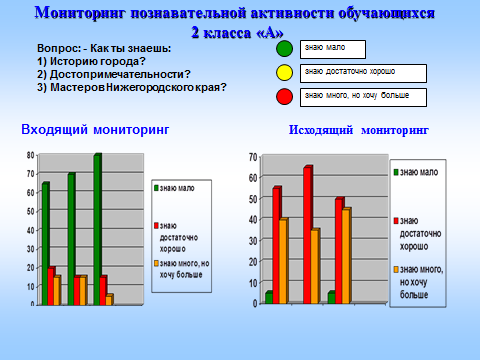 Мониторинг познавательной активности обучающихся
2 класса «А»
Вопрос: - Как ты знаешь:
1) Историю города?
2) Достопримечательности?
3) Мастеров Нижегородского края?
знаю мало
знаю достаточно хорошо
знаю много, но хочу больше
Входящий мониторинг
80
70
60
50
40
30
20
10
0
знаю мало
знаю
достаточно
хорошо
знаю много, но
хочу больше
Исходящий мониторинг
70
60
50
40
30
20
10
0
знаю мало
знаю
достаточно
хорошо
знаю много,
но хочу
больше